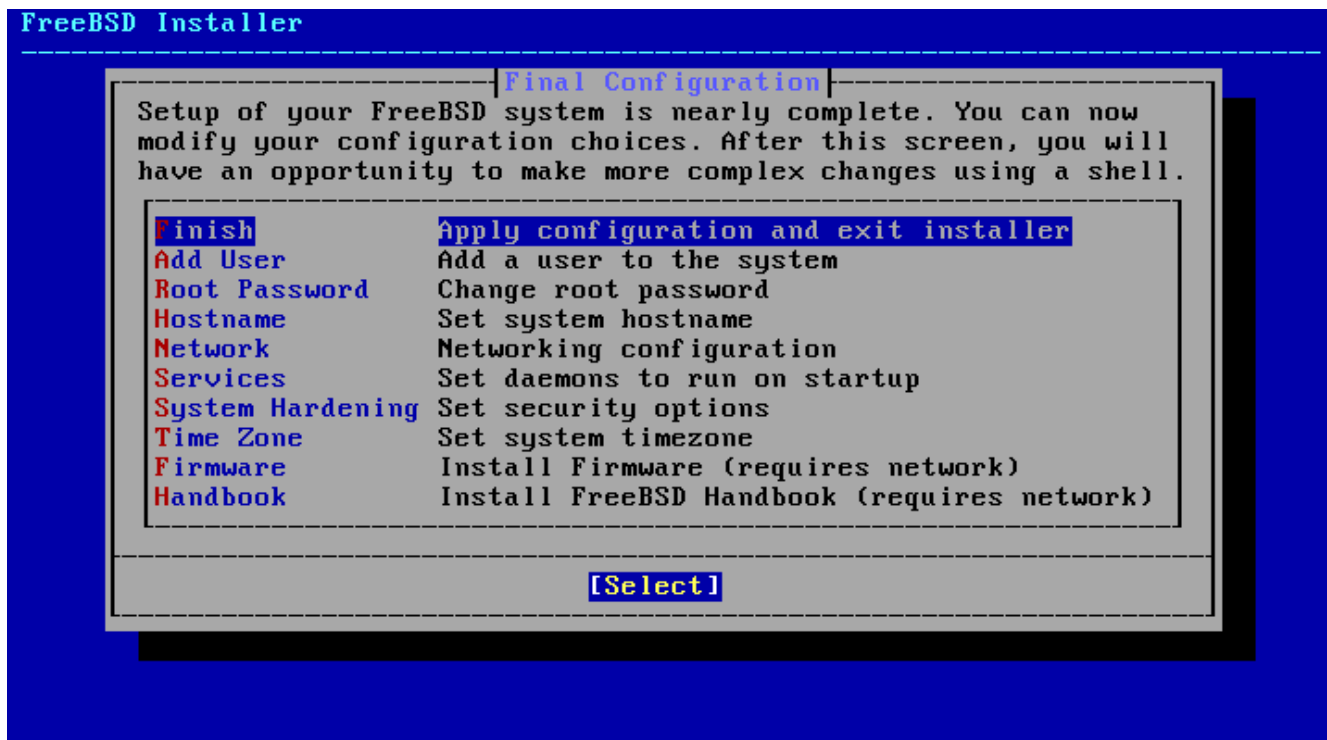 FreeBSD Installer
Final Configuration
Setup of your FreeBSD system is nearly complete. You can now
modify your configuration choices. After this screen, you will
have an opportunity to make more complex changes using a shell.
Finish Apply configuration and exit installer
Add User Add a user to the system
Root Password Change root password
Hostname Set system hostname
Network Networking configuration
Services Set daemons to run on startup
System Hardening Set security options
Time Zone Set system timezone
Firmware Install Firmware (requires network)
Handbook Install FreeBSD Handbook (requires network)
[Select]